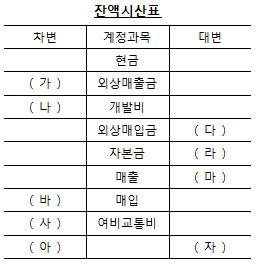 잔액시산표
차변 계정과목 대변
현금
( 가 ) 외상매출금
( 나 ) 개발비
외상매입금 ( 다 )
자본금 ( 라 )
매출 ( 마 )
( 바 ) 매입
( 사 ) 여비교통비
( 아 ) ( 자 )